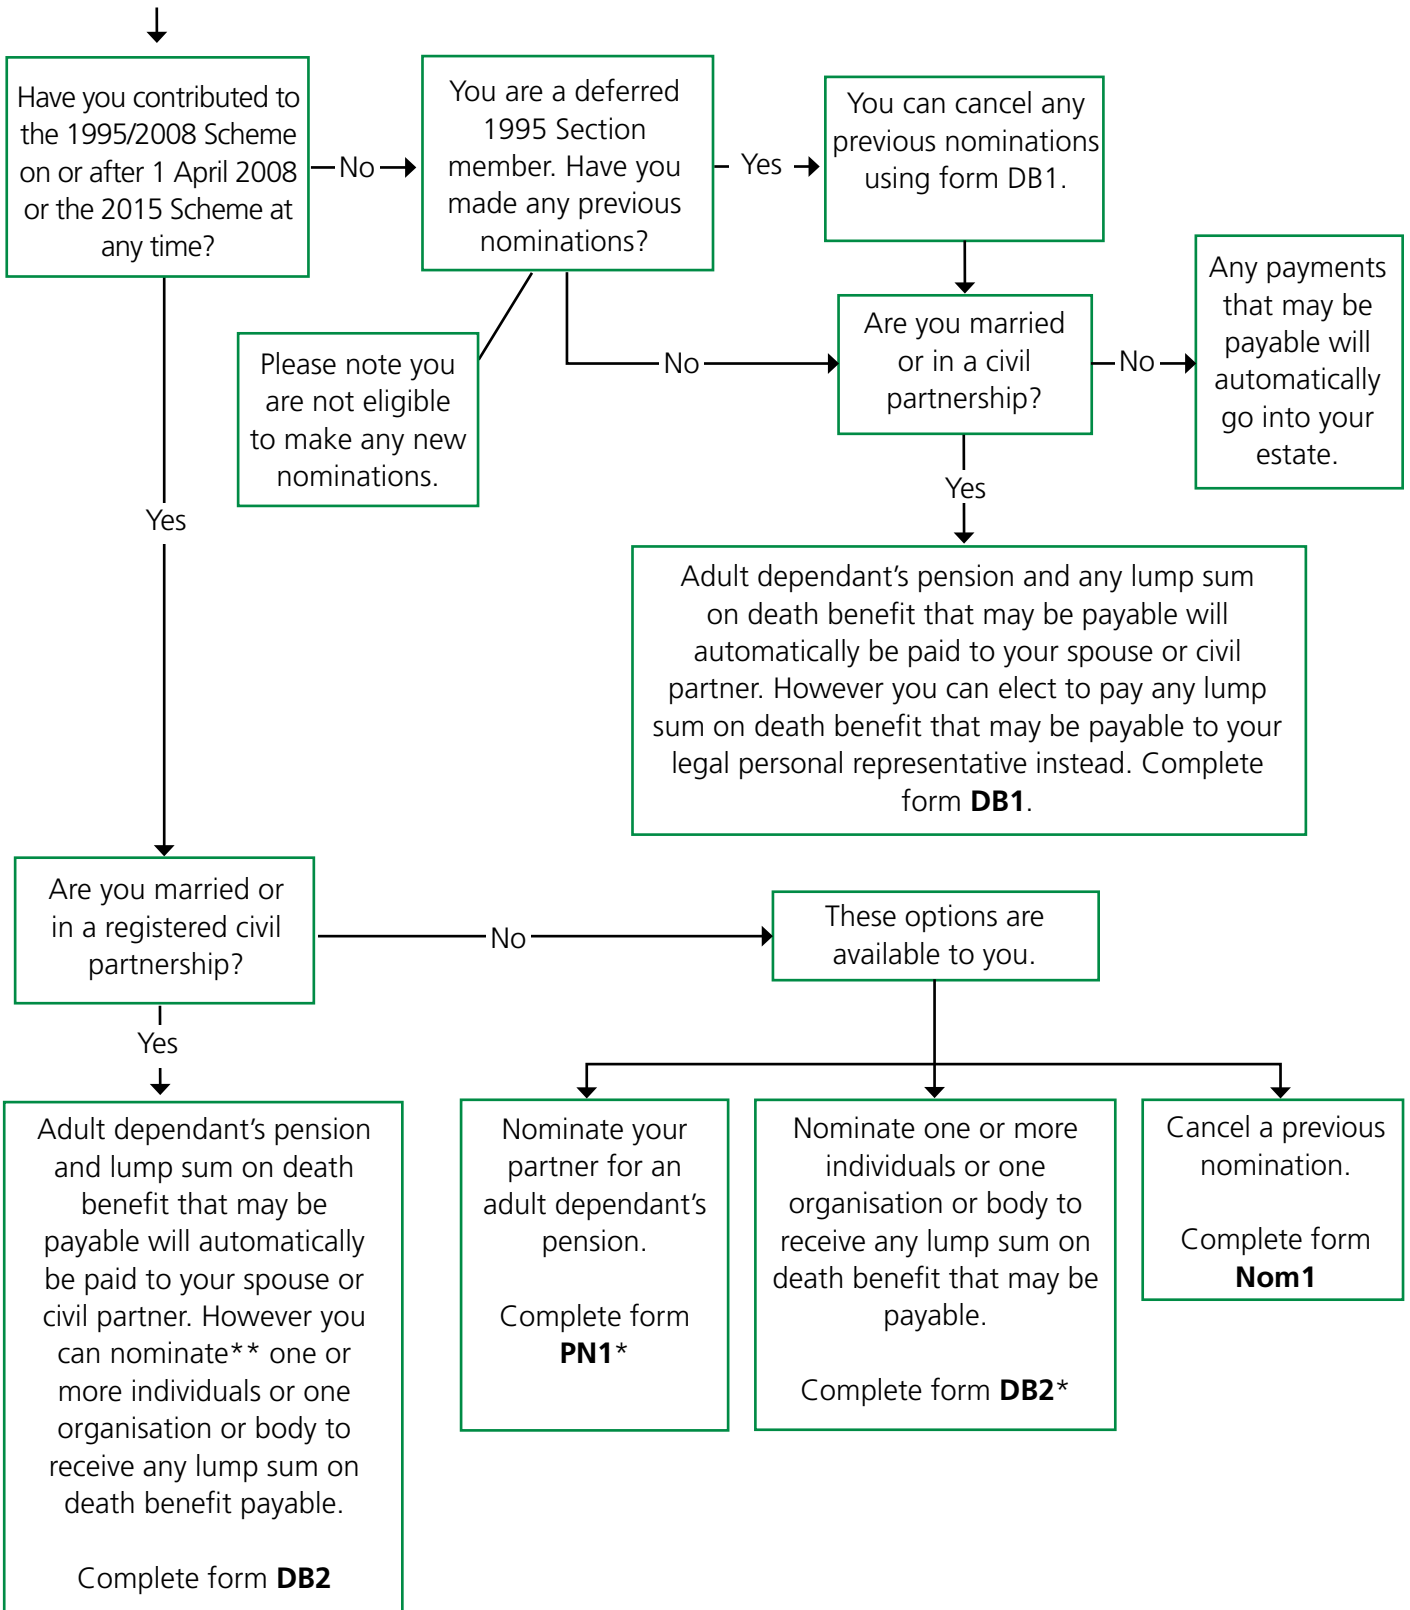 Have you contributed to
the 1995/2008 Scheme
on or after 1 April 2008
or the 2015 Scheme at
any time?
No
You are a deferred
1995 Section
member. Have you
made any previous
nominations?
Yes
You can cancel any
previous nominations
using form DB1.
Please note you
are not eligible
to make any new
nominations.
No
Are you married
or in a civil
partnership?
No
Any payments
that may be
payable will
automatically
go into your
estate.
Yes
Adult dependant's pension and any lump sum
on death benefit that may be payable will
automatically be paid to your spouse or civil
partner. However you can elect to pay any lump
sum on death benefit that may be payable to your
legal personal representative instead. Complete
form DB1.
Yes
Are you married or
in a registered civil
partnership?
No
These options are
available to you.
Yes
Adult dependant's pension
and lump sum on death
benefit that may be
payable will automatically
be paid to your spouse or
civil partner. However you
can nominate** one or
more individuals or one
organisation or body to
receive any lump sum on
death benefit payable.
Complete form DB2
Nominate your
partner for an
adult dependant's
pension.
Complete form
PN1*
Nominate one or more
individuals or one
organisation or body to
receive any lump sum on
death benefit that may be
payable.
Complete form DB2*
Cancel a previous
nomination.
Complete form
Nom1